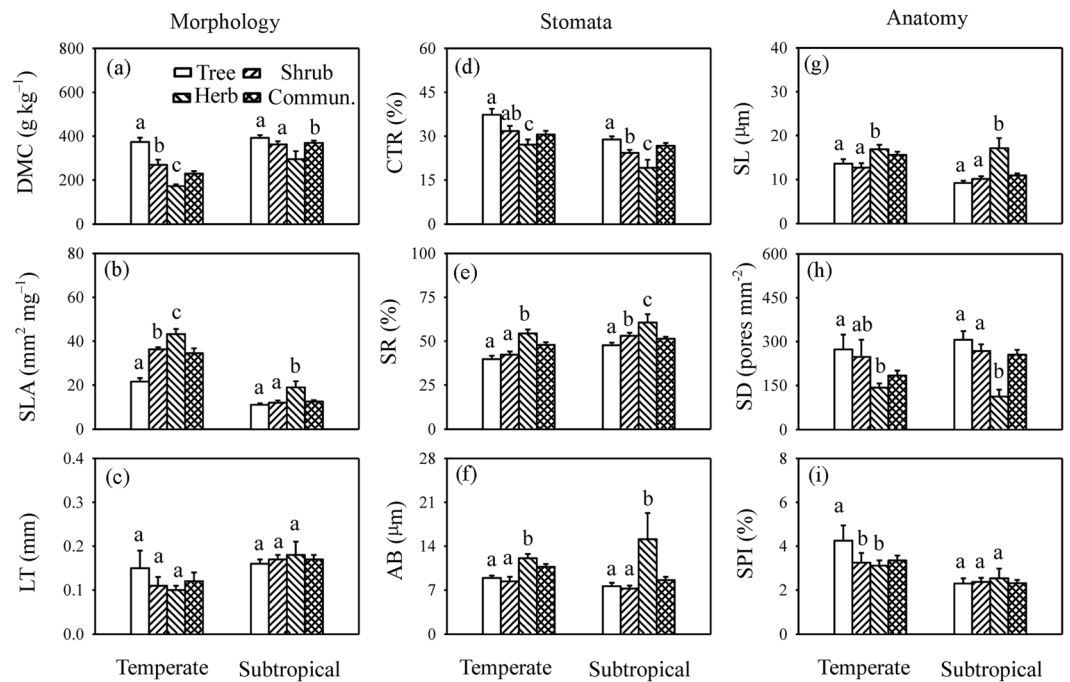 Morphology
Stomata
Anatomy
(a)
Tree Shrub
Herb Commun.
DMC (g kg⁻¹)
800
600
400
200
0
a
b
c
a
a
a
b
(d)
CTR (%)
60
45
30
15
0
a
ab
c
a
b
c
(g)
SL (μm)
40
30
20
10
0
a
a
b
a
a
b
(b)
SLA (mm² mg⁻¹)
80
60
40
20
0
a
b
c
a
a
b
(e)
SR (%)
100
75
50
25
0
a
a
b
a
b
c
(h)
SD (pores mm⁻²)
600
450
300
150
0
a
ab
b
a
a
b
(c)
LT (mm)
0.4
0.3
0.2
0.1
0.0
a
a
a
a
a
a
(f)
AB (μm)
28
21
14
7
0
a
a
b
a
a
b
(i)
SPI (%)
8
6
4
2
0
a
b
b
a
a
a
Temperate Subtropical
Temperate Subtropical
Temperate Subtropical